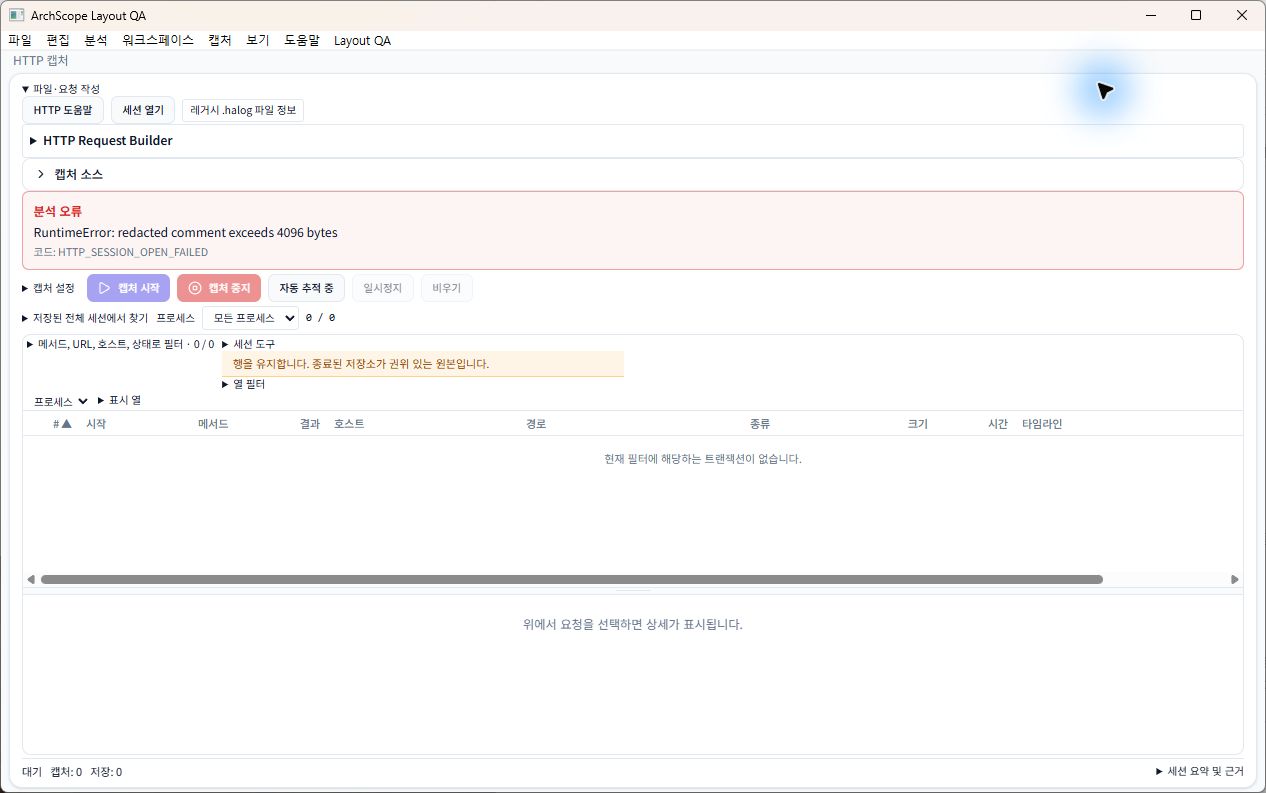 ArchScope Layout QA
파일 편집 분석 워크스페이스 캡처 보기 도움말 Layout QA
HTTP 캡처
▼ 파일·요청 작성
HTTP 도움말 세션 열기 레거시 .halog 파일 정보
▶ HTTP Request Builder
> 캡처 소스
분석 오류
RuntimeError: redacted comment exceeds 4096 bytes
코드: HTTP_SESSION_OPEN_FAILED
▶ 캡처 설정 캡처 시작 캡처 중지 자동 추적 중 일시정지 비우기
▶ 저장된 전체 세션에서 찾기 프로세스 모든 프로세스 0 / 0
▶ 메서드, URL, 호스트, 상태로 필터 · 0 / 0 ▶ 세션 도구
행을 유지합니다. 종료된 저장소가 권위 있는 원본입니다.
▶ 열 필터
프로세스 ▶ 표시 열
#▲ 시작 메서드 결과 호스트 경로 종류 크기 시간 타임라인
현재 필터에 해당하는 트랜잭션이 없습니다.
위에서 요청을 선택하면 상세가 표시됩니다.
대기 캡처: 0 저장: 0 ▶ 세션 요약 및 근거